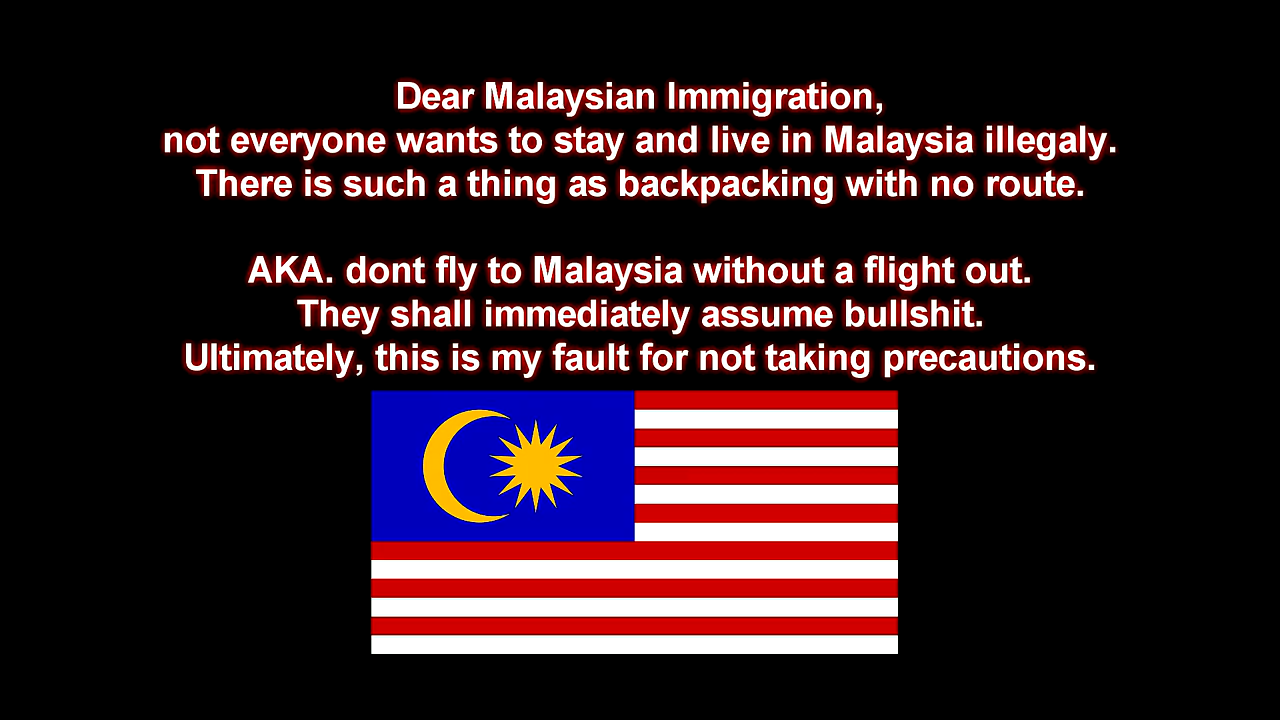 Dear Malaysian Immigration,
not everyone wants to stay and live in Malaysia illegaly.
There is such a thing as backpacking with no route.
AKA. dont fly to Malaysia without a flight out.
They shall immediately assume bullshit.
Ultimately, this is my fault for not taking precautions.